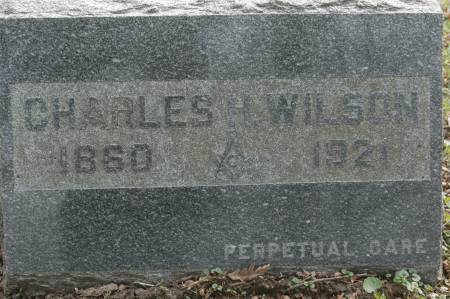 CHARLES H. WILSON
1860 1921
PERPETUAL CARE